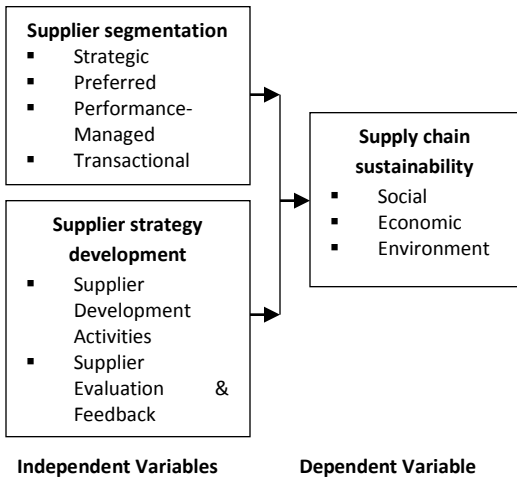 Supplier segmentation
▪ Strategic
▪ Preferred
▪ Performance-
Managed
▪ Transactional
Supplier strategy
development
▪ Supplier
Development
Activities
▪ Supplier
Evaluation &
Feedback
Supply chain
sustainability
▪ Social
▪ Economic
▪ Environment
Independent Variables
Dependent Variable